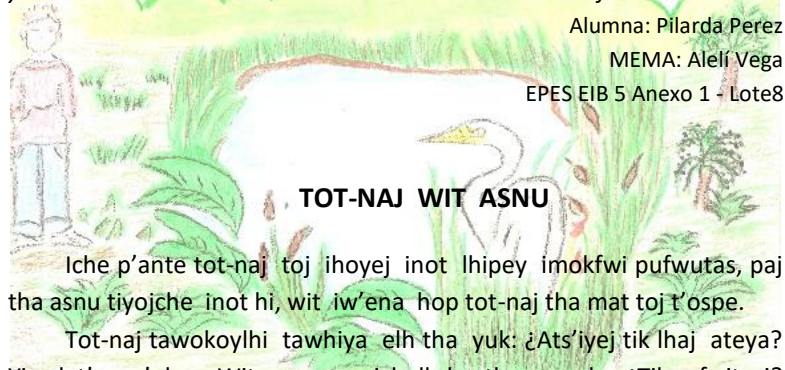 Alumna: Pilarda Perez
MEMA: Alelí Vega
EPES EIB 5 Anexo 1 - Lote8
TOT-NAJ WIT ASNU
Iche p’ante tot-naj toj ihoyej inot lhipey imokfwi pufwutas, paj
tha asnu tiyojche inot hi, wit iw’ena hop tot-naj tha mat toj t’ospe.
Tot-naj tawokoylhi tawhiya elh tha yuk: ¿Ats’iyej tik lhaj ateya?